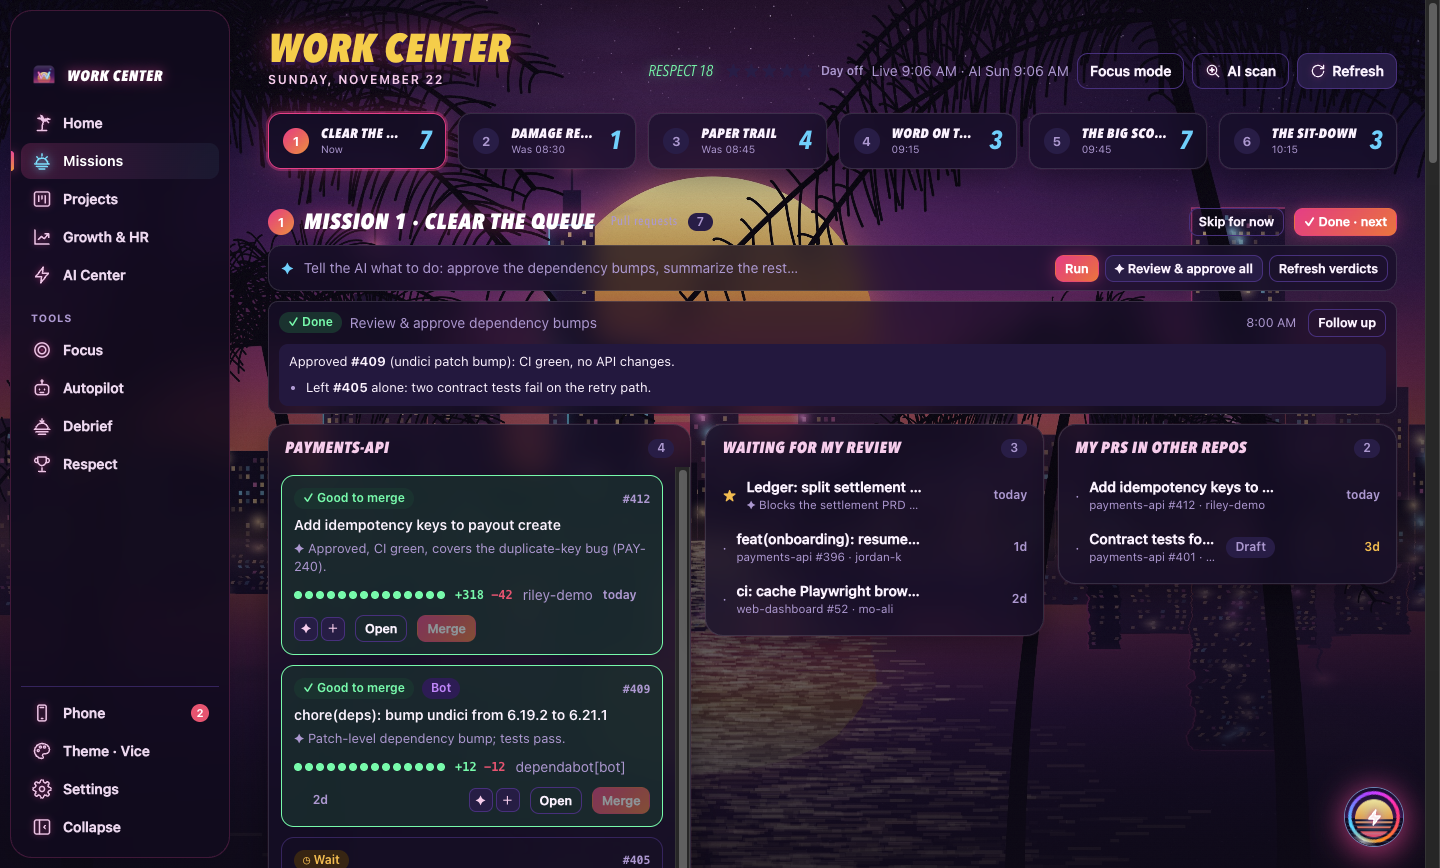 WORK CENTER
Home
Missions
Projects
Growth & HR
AI Center
TOOLS
Focus
Autopilot
Debrief
Respect
Phone 2
Theme · Vice
Settings
Collapse
WORK CENTER
SUNDAY, NOVEMBER 22
RESPECT 18
Day off Live 9:06 AM · AI Sun 9:06 AM
Focus mode
AI scan
Refresh
1 CLEAR THE ... 7
Now
2 DAMAGE RE... 1
Was 08:30
3 PAPER TRAIL 4
Was 08:45
4 WORD ON T... 3
09:15
5 THE BIG SCO... 7
09:45
6 THE SIT-DOWN 3
10:15
1 MISSION 1 · CLEAR THE QUEUE 7
Skip for now
✓ Done · next
✦ Tell the AI what to do: approve the dependency bumps, summarize the rest...
Run
✦ Review & approve all
Refresh verdicts
✓ Done Review & approve dependency bumps 8:00 AM Follow up
Approved #409 (undici patch bump): CI green, no API changes.
• Left #405 alone: two contract tests fail on the retry path.
PAYMENTS-API 4
✓ Good to merge #412
Add idempotency keys to payout create
✦ Approved, CI green, covers the duplicate-key bug (PAY-
240).
+318 −42 riley-demo today
✦ + Open Merge
✓ Good to merge Bot #409
chore(deps): bump undici from 6.19.2 to 6.21.1
✦ Patch-level dependency bump; tests pass.
+12 −12 dependabot[bot]
2d ✦ + Open Merge
Wait #405
WAITING FOR MY REVIEW 3
Ledger: split settlement ... today
✦ Blocks the settlement PRD ...
feat(onboarding): resume... 1d
payments-api #396 · jordan-k
ci: cache Playwright brow... 2d
web-dashboard #52 · mo-ali
MY PRS IN OTHER REPOS 2
Add idempotency keys to ... today
payments-api #412 · riley-demo
Contract tests fo... Draft 3d
payments-api #401 · ...